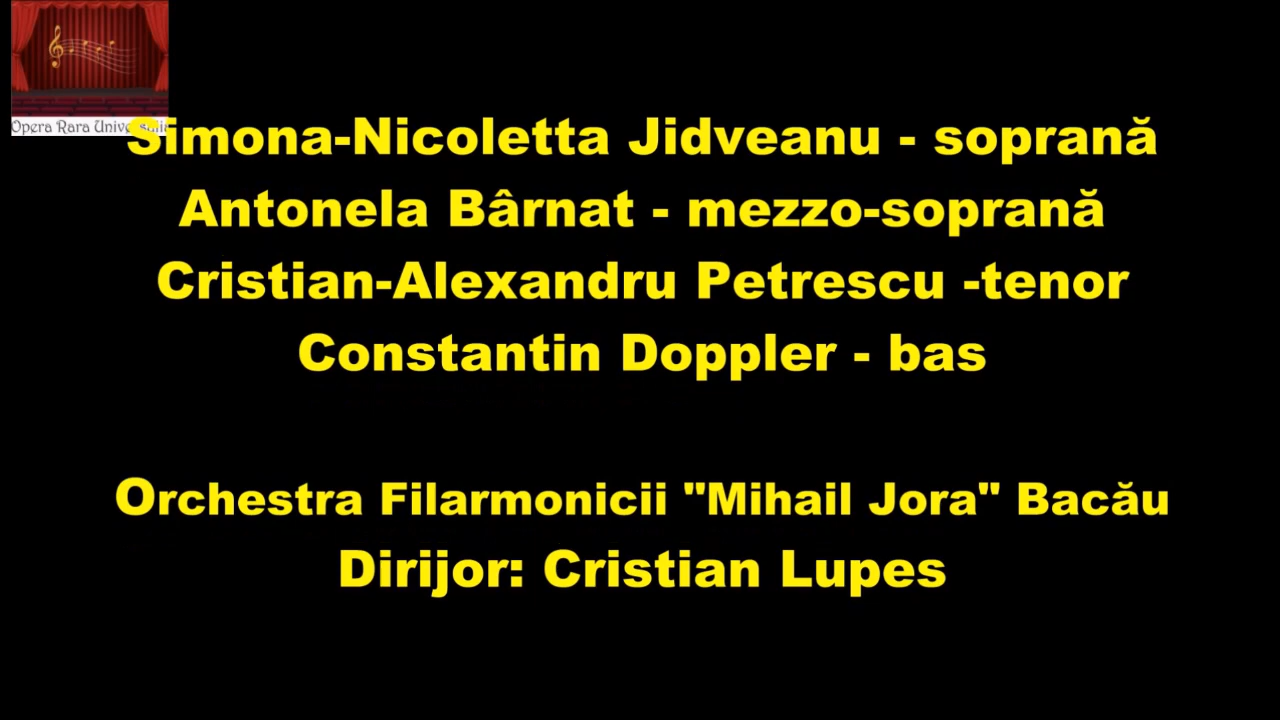 Opera Rara Universalia
Simona-Nicoletta Jidveanu - soprană
Antonela Bârnat - mezzo-soprană
Cristian-Alexandru Petrescu -tenor
Constantin Doppler - bas
Orchestra Filarmonicii "Mihail Jora" Bacău
Dirijor: Cristian Lupes